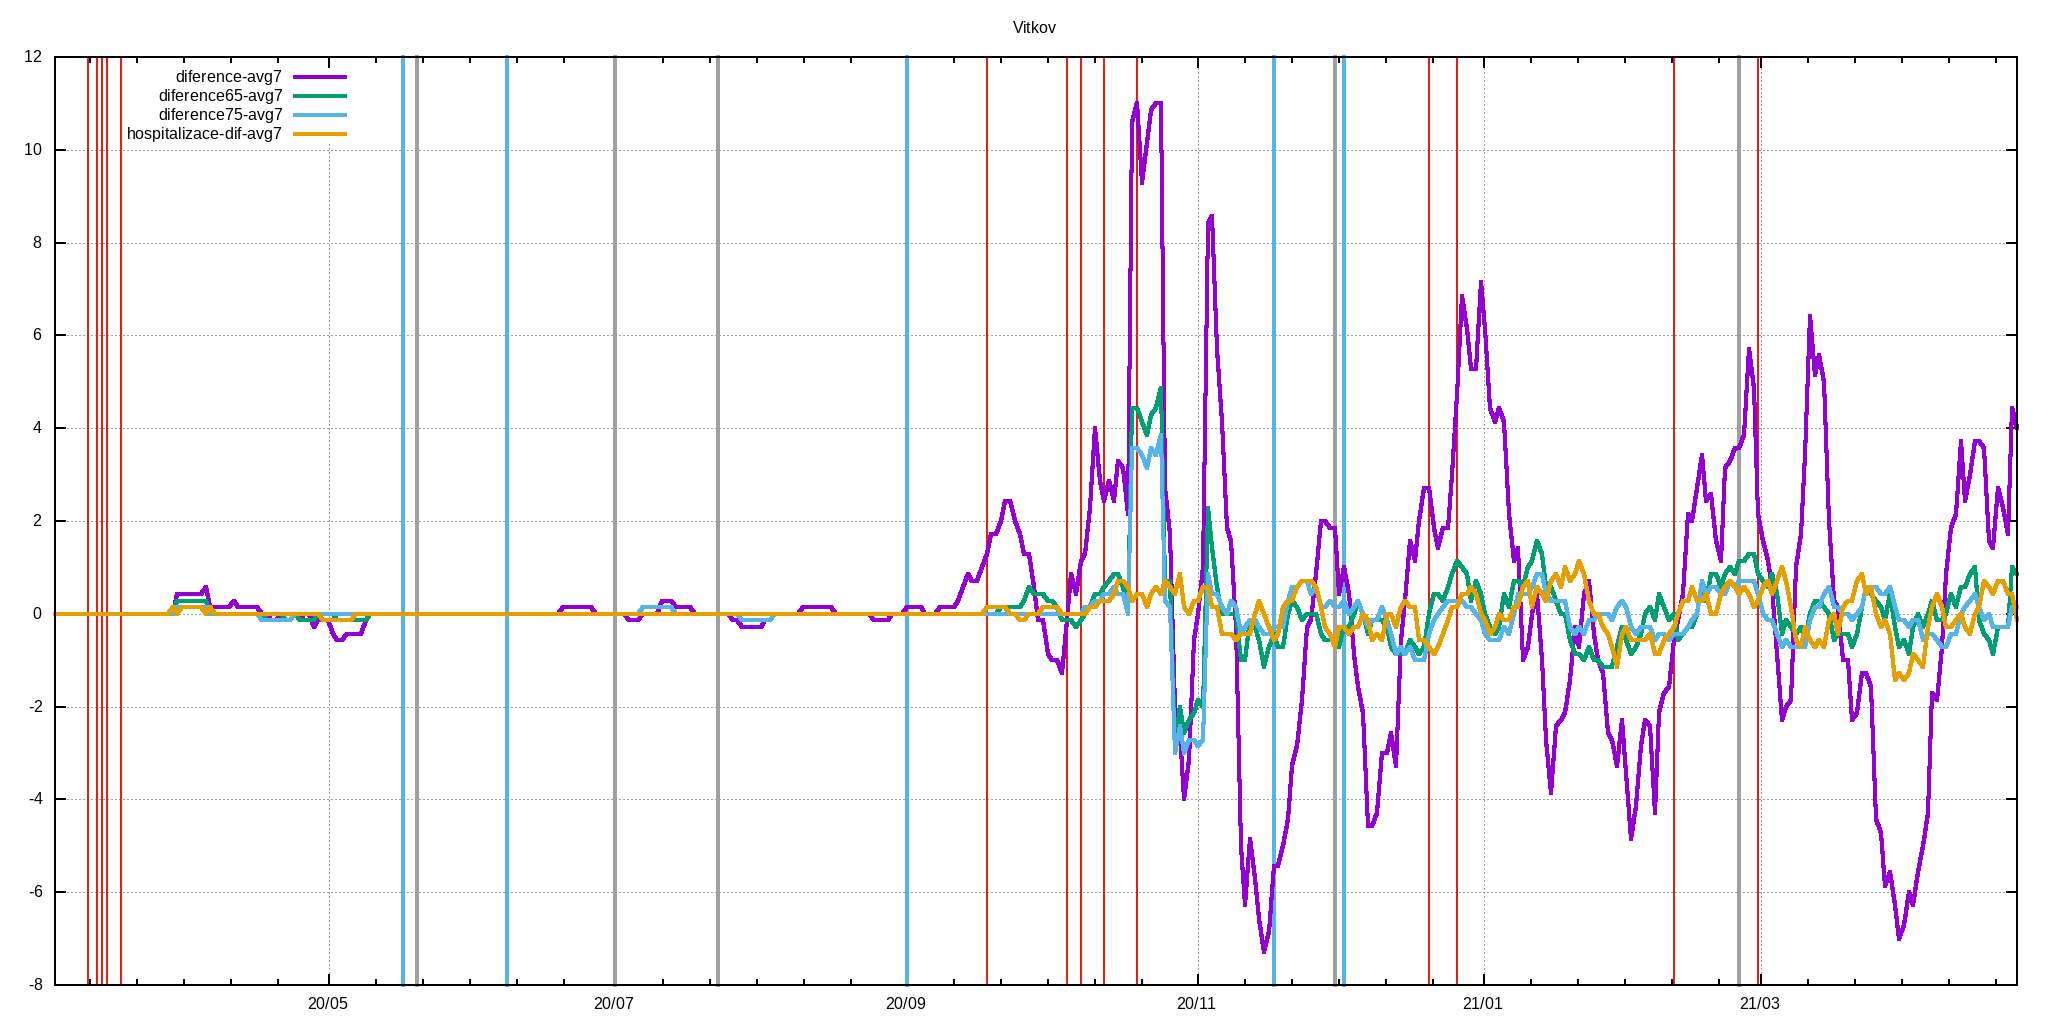 Vitkov
diference-avg7
diference65-avg7
diference75-avg7
hospitalizace-dif-avg7
12
10
8
6
4
2
0
-2
-4
-6
-8
20/05 20/07 20/09 20/11 21/01 21/03